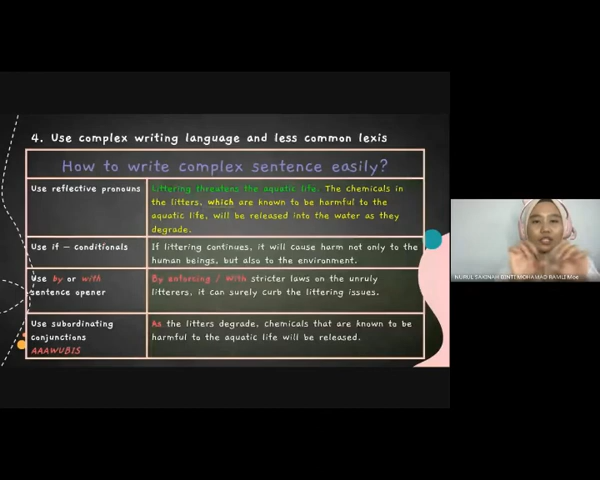 4. Use complex writing language and less common lexis
How to write complex sentence easily?
Use reflective pronouns
Littering threatens the aquatic life. The chemicals in
the litters, which are known to be harmful to the
aquatic life, will be released into the water as they
degrade.
Use if – conditionals
If littering continues, it will cause harm not only to the
human beings, but also to the environment.
Use by or with
sentence opener
By enforcing / With stricter laws on the unruly
litterers, it can surely curb the littering issues.
Use subordinating
conjunctions
AAAWUBIS
As the litters degrade, chemicals that are known to be
harmful to the aquatic life will be released.
NURUL SAKINAH BINTI MOHAMAD RAMLI Moe